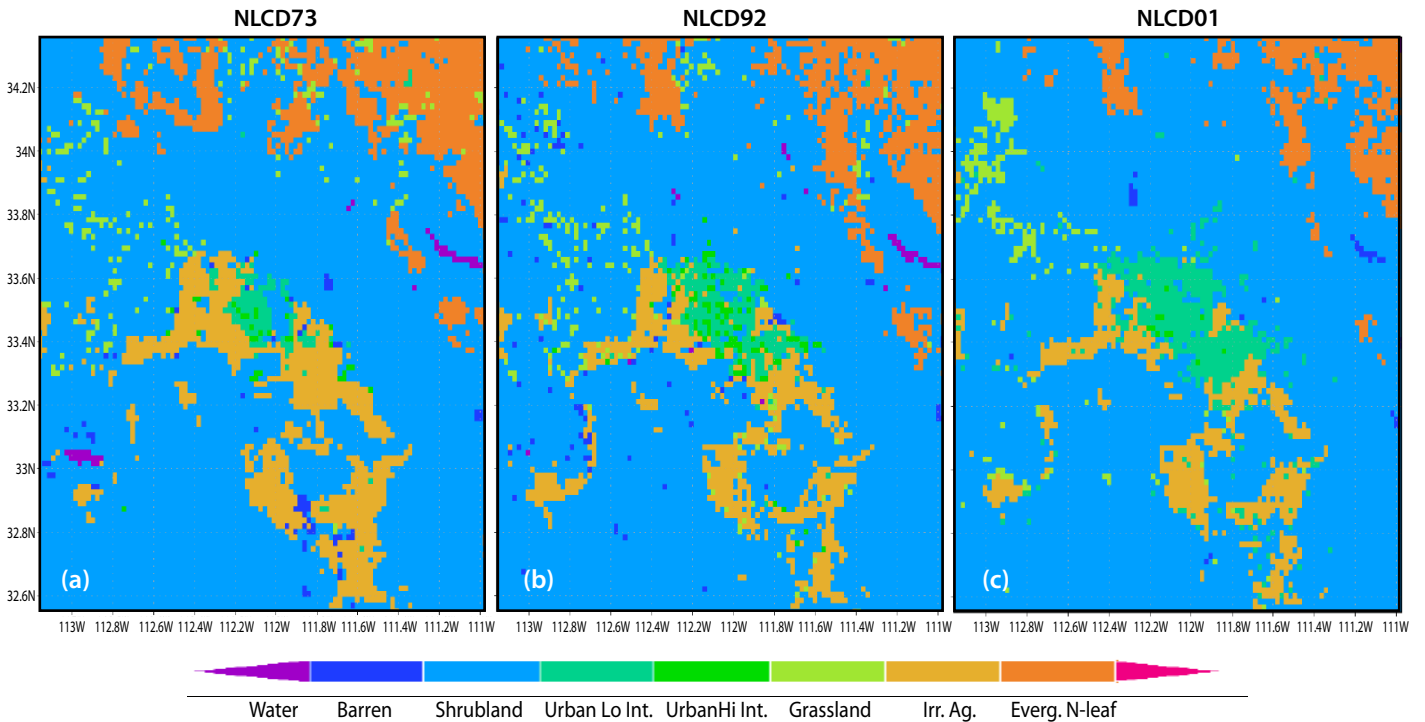 NLCD73 NLCD92 NLCD01
34.2N
34N
33.8N
33.6N
33.4N
33.2N
33N
32.8N
32.6N
(a) (b) (c)
113W 112.8W 112.6W 112.4W 112.2W 112W 111.8W 111.6W 111.4W 111.2W 111W 113W 112.8W 112.6W 112.4W 112.2W 112W 111.8W 111.6W 111.4W 111.2W 111W 113W 112.8W 112.6W 112.4W 112.2W 112W 111.8W 111.6W 111.4W 111.2W 111W
Water Barren Shrubland Urban Lo Int. UrbanHi Int. Grassland Irr. Ag. Everg. N-leaf